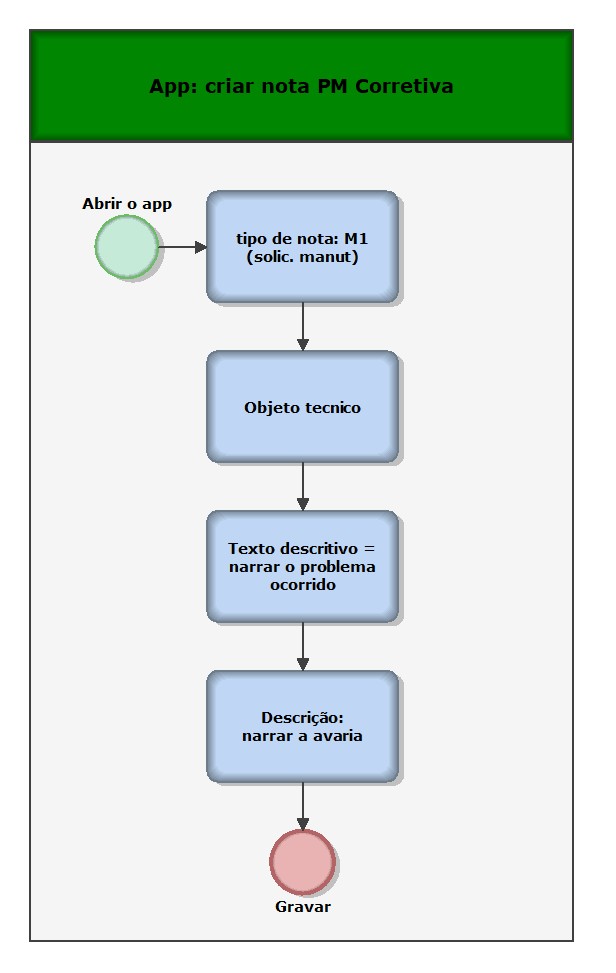 App: criar nota PM Corretiva
Abrir o app
tipo de nota: M1
(solic. manut)
Objeto tecnico
Texto descritivo =
narrar o problema
ocorrido
Descrição:
narrar a avaria
Gravar